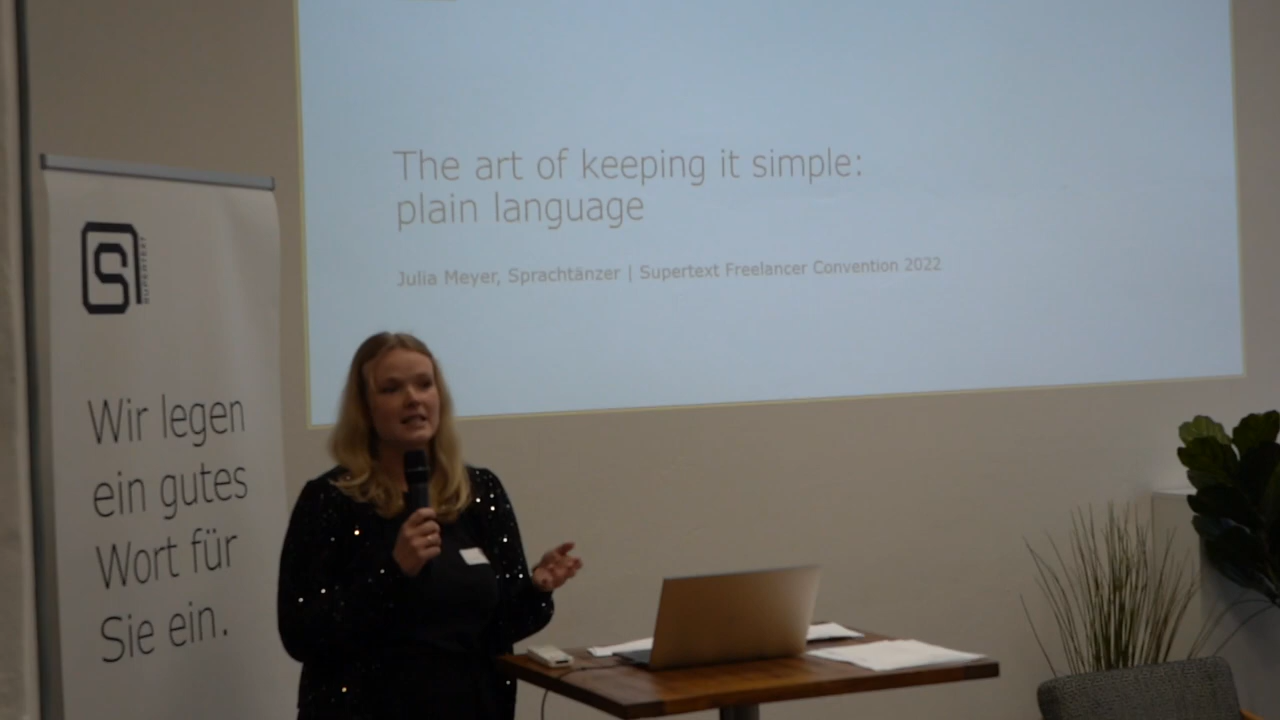 The art of keeping it simple:
plain language
Julia Meyer, Sprachtänzer | Supertext Freelancer Convention 2022
SUPERTEXT
Wir legen
ein gutes
Wort für
Sie ein.